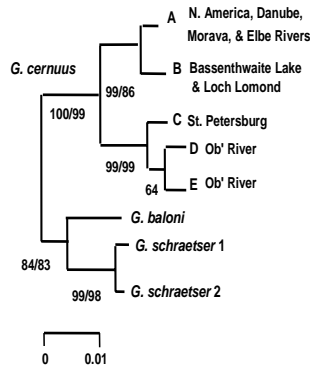 A N. America, Danube,
Morava, & Elbe Rivers
G. cernuus
B Bassenthwaite Lake
& Loch Lomond
99/86
100/99
C St. Petersburg
D Ob' River
99/99
64
E Ob' River
G. baloni
G. schraetser 1
84/83
99/98
G. schraetser 2
0 0.01